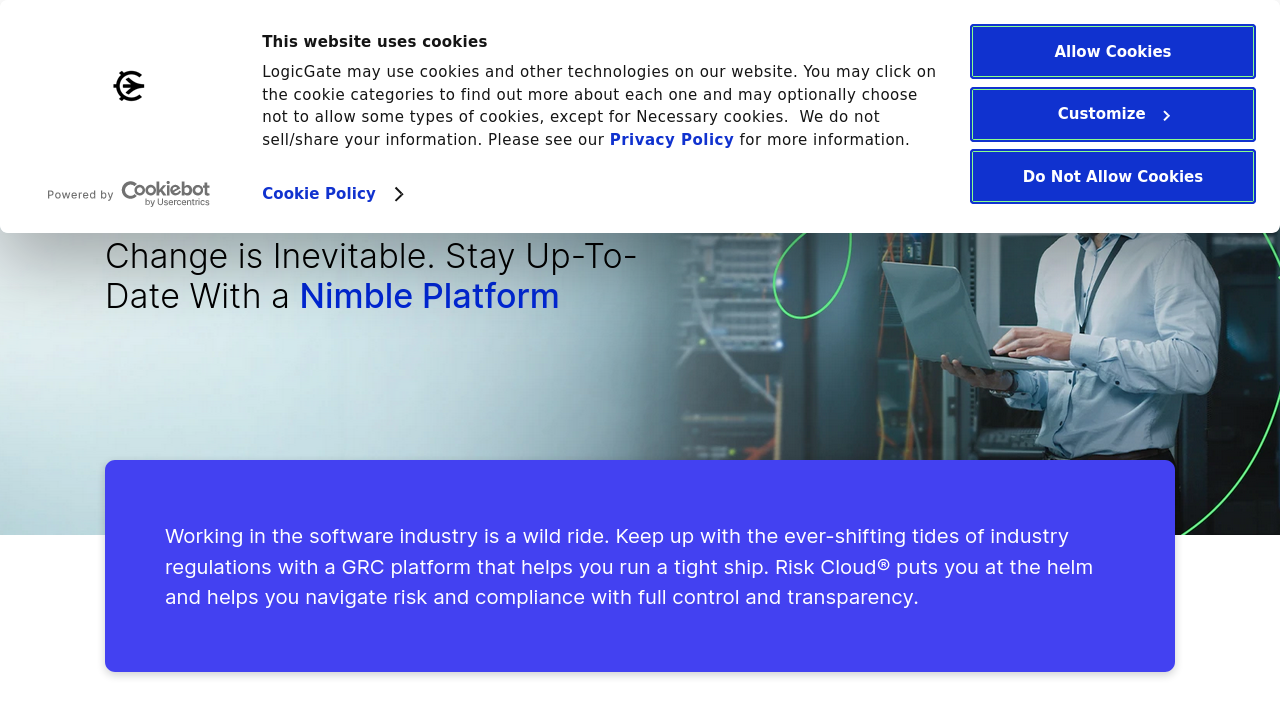 This website uses cookies
LogicGate may use cookies and other technologies on our website. You may click on
the cookie categories to find out more about each one and may optionally choose
not to allow some types of cookies, except for Necessary cookies.  We do not
sell/share your information. Please see our Privacy Policy for more information.
Powered by Cookiebot
by Usercentrics
Cookie Policy
Allow Cookies
Customize
Do Not Allow Cookies
Change is Inevitable. Stay Up-To-
Date With a Nimble Platform
Working in the software industry is a wild ride. Keep up with the ever-shifting tides of industry
regulations with a GRC platform that helps you run a tight ship. Risk Cloud® puts you at the helm
and helps you navigate risk and compliance with full control and transparency.